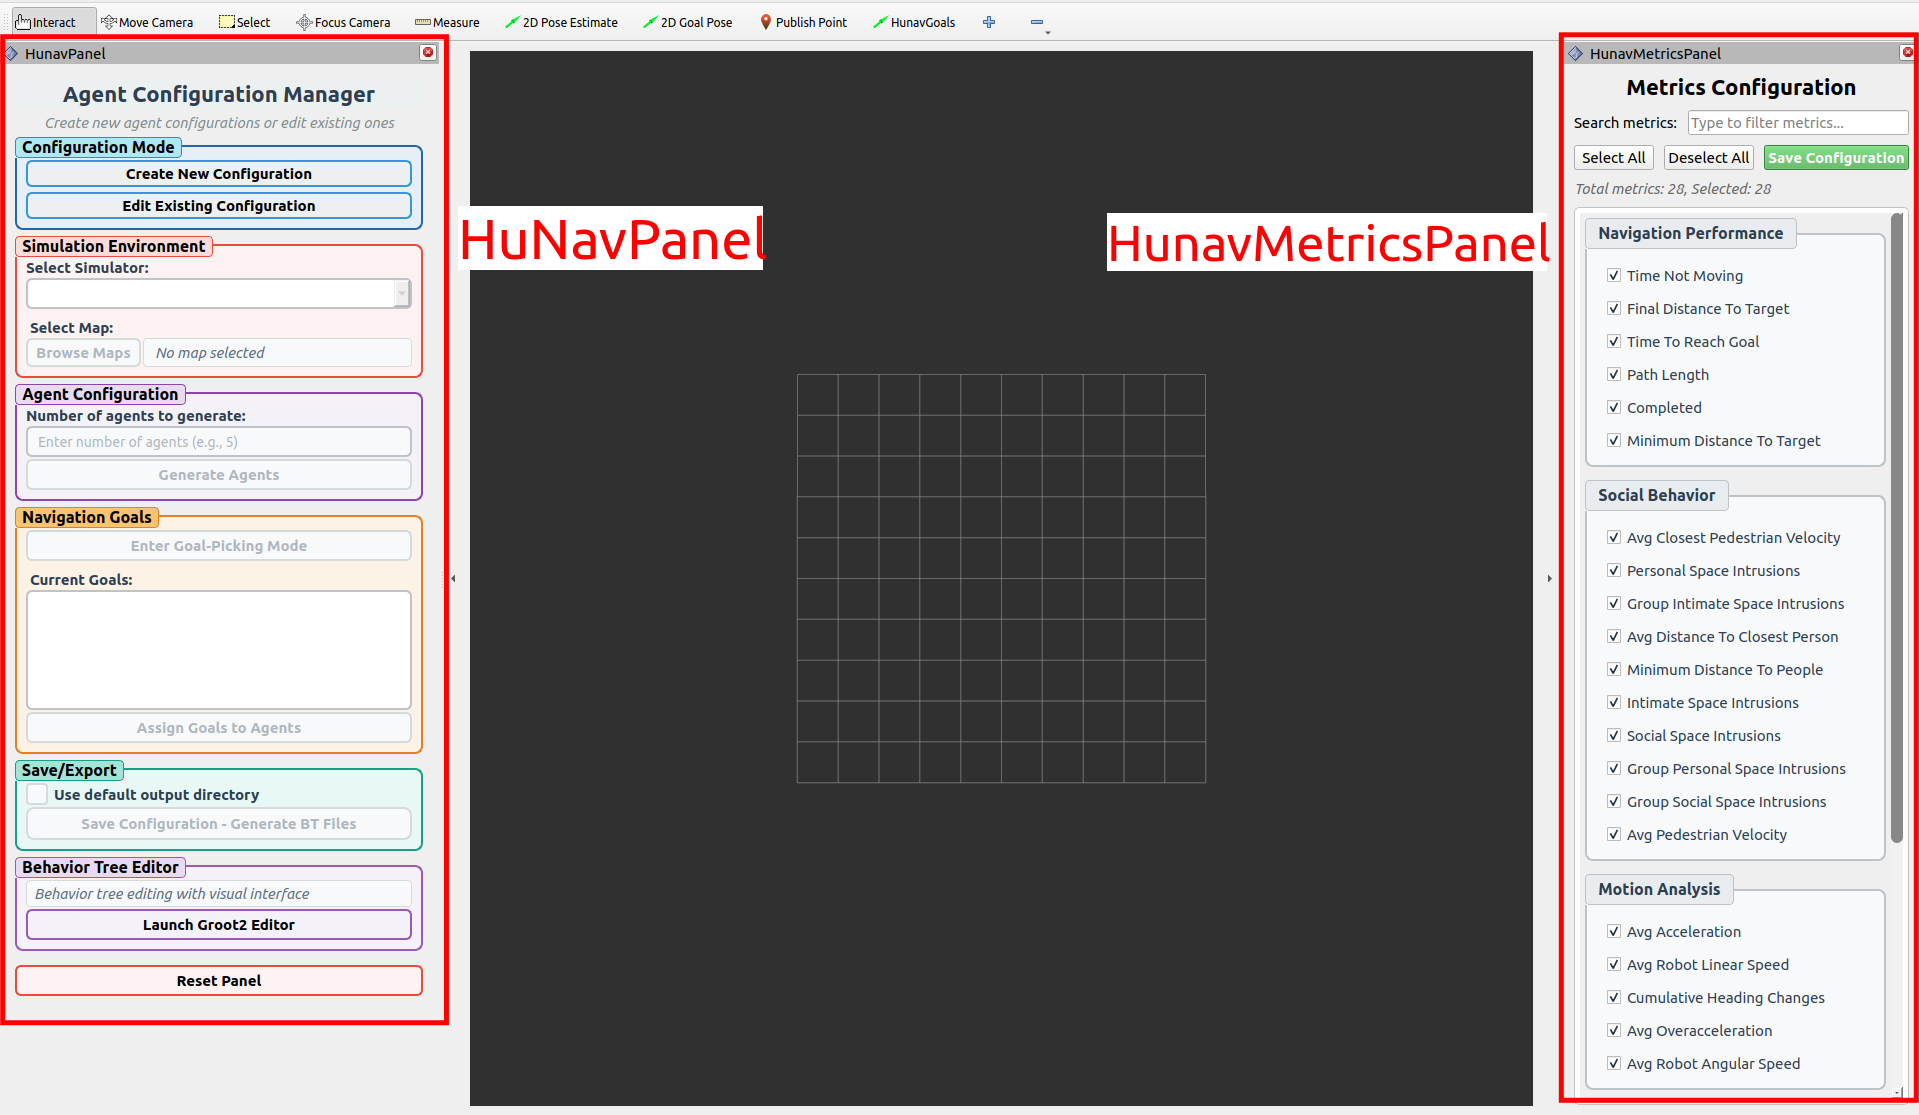 Interact Move Camera Select Focus Camera Measure 2D Pose Estimate 2D Goal Pose Publish Point HunavGoals
HunavPanel
Agent Configuration Manager
Create new agent configurations or edit existing ones
Configuration Mode
Create New Configuration
Edit Existing Configuration
Simulation Environment
Select Simulator:
Select Map:
Browse Maps No map selected
Agent Configuration
Number of agents to generate:
Enter number of agents (e.g., 5)
Generate Agents
Navigation Goals
Enter Goal-Picking Mode
Current Goals:
Assign Goals to Agents
Save/Export
Use default output directory
Save Configuration - Generate BT Files
Behavior Tree Editor
Behavior tree editing with visual interface
Launch Groot2 Editor
Reset Panel
HuNavPanel
HunavMetricsPanel
HunavMetricsPanel
Metrics Configuration
Search metrics: Type to filter metrics...
Select All Deselect All Save Configuration
Total metrics: 28, Selected: 28
Navigation Performance
Time Not Moving
Final Distance To Target
Time To Reach Goal
Path Length
Completed
Minimum Distance To Target
Social Behavior
Avg Closest Pedestrian Velocity
Personal Space Intrusions
Group Intimate Space Intrusions
Avg Distance To Closest Person
Minimum Distance To People
Intimate Space Intrusions
Social Space Intrusions
Group Personal Space Intrusions
Group Social Space Intrusions
Avg Pedestrian Velocity
Motion Analysis
Avg Acceleration
Avg Robot Linear Speed
Cumulative Heading Changes
Avg Overacceleration
Avg Robot Angular Speed